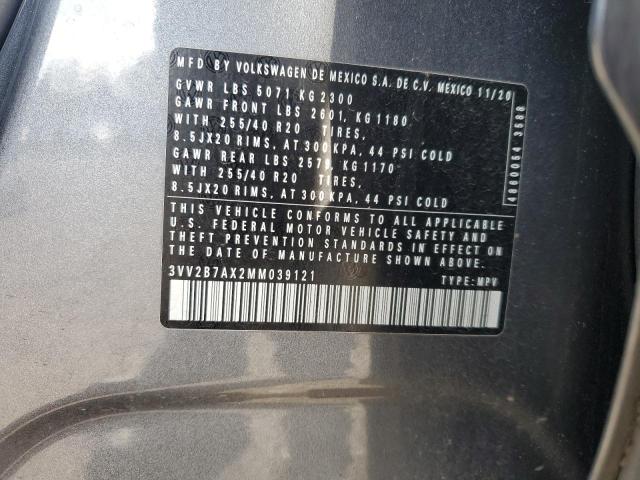 MFD BY VOLKSWAGEN DE MEXICO S.A. DE C.V. MEXICO 11/20
GVWR LBS 5071 KG 2300
GAWR FRONT LBS 2601, KG 1180
WITH 255/40 R20 TIRES,
8.5JX20 RIMS, AT 300 KPA, 44 PSI COLD
GAWR REAR LBS 2579, KG 1170
WITH 255/40 R20 TIRES,
8.5JX20 RIMS, AT 300 KPA, 44 PSI COLD
4860054 3588
THIS VEHICLE CONFORMS TO ALL APPLICABLE
U.S. FEDERAL MOTOR VEHICLE SAFETY AND
THEFT PREVENTION STANDARDS IN EFFECT ON
THE DATE OF MANUFACTURE SHOWN ABOVE.
3VV2B7AX2MM039121 TYPE: MPV